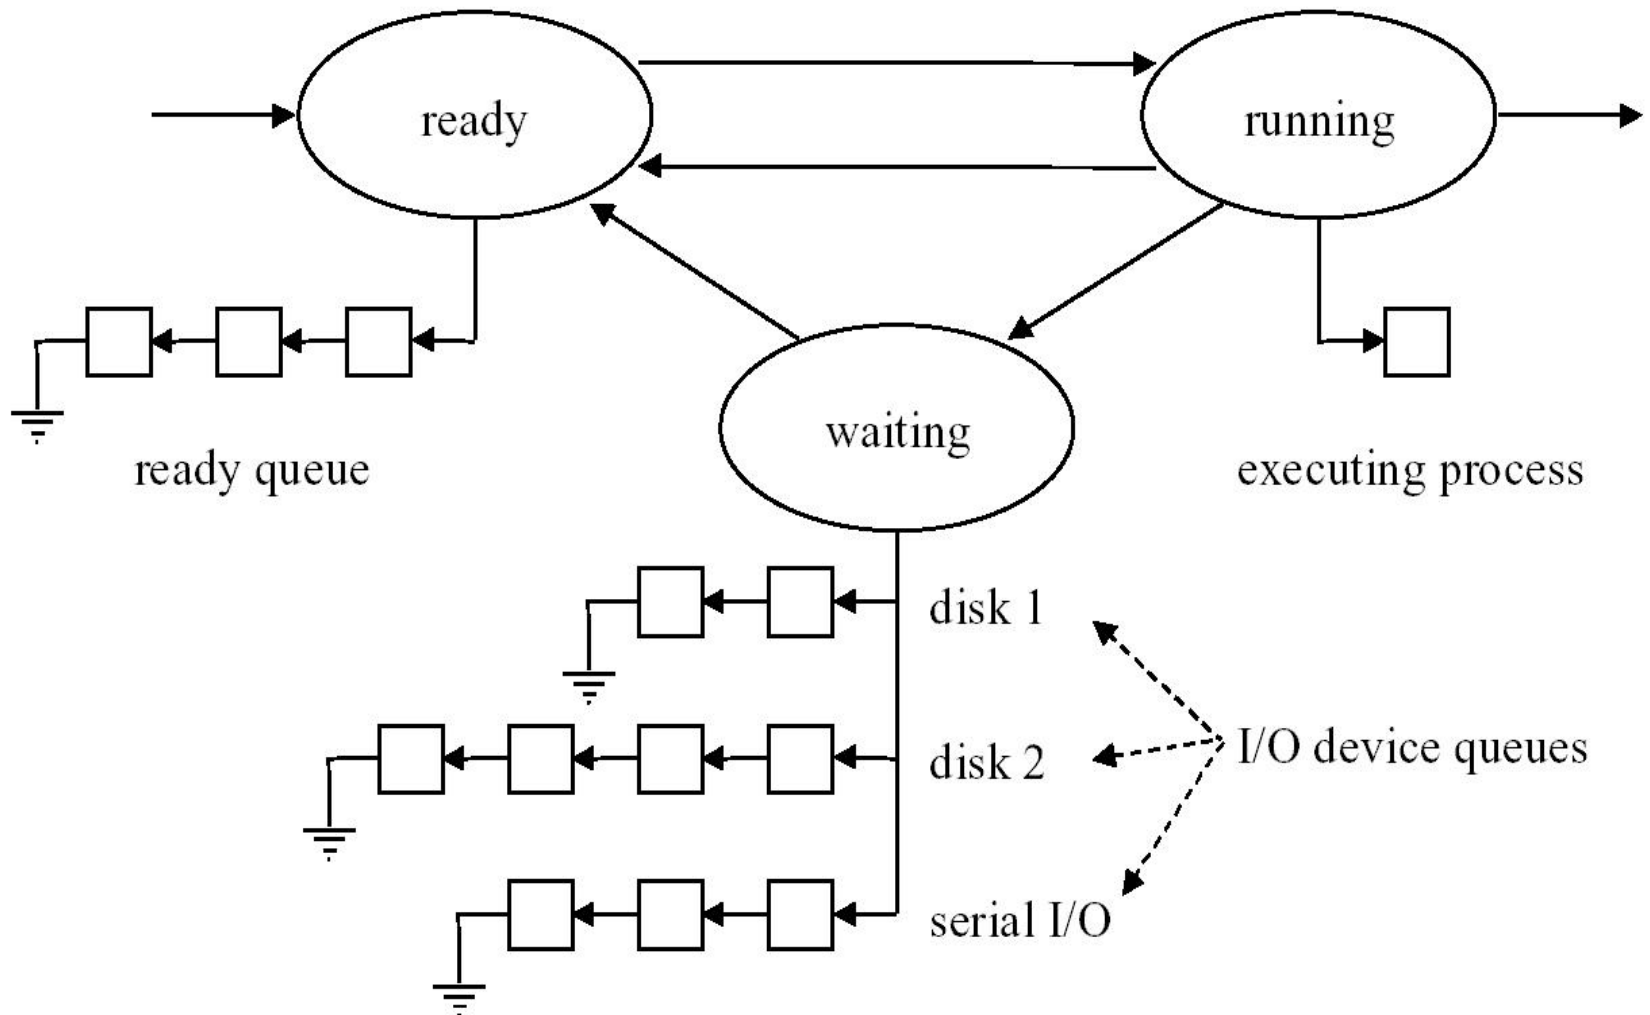 ready
running
waiting
ready queue
executing process
disk 1
disk 2
I/O device queues
serial I/O